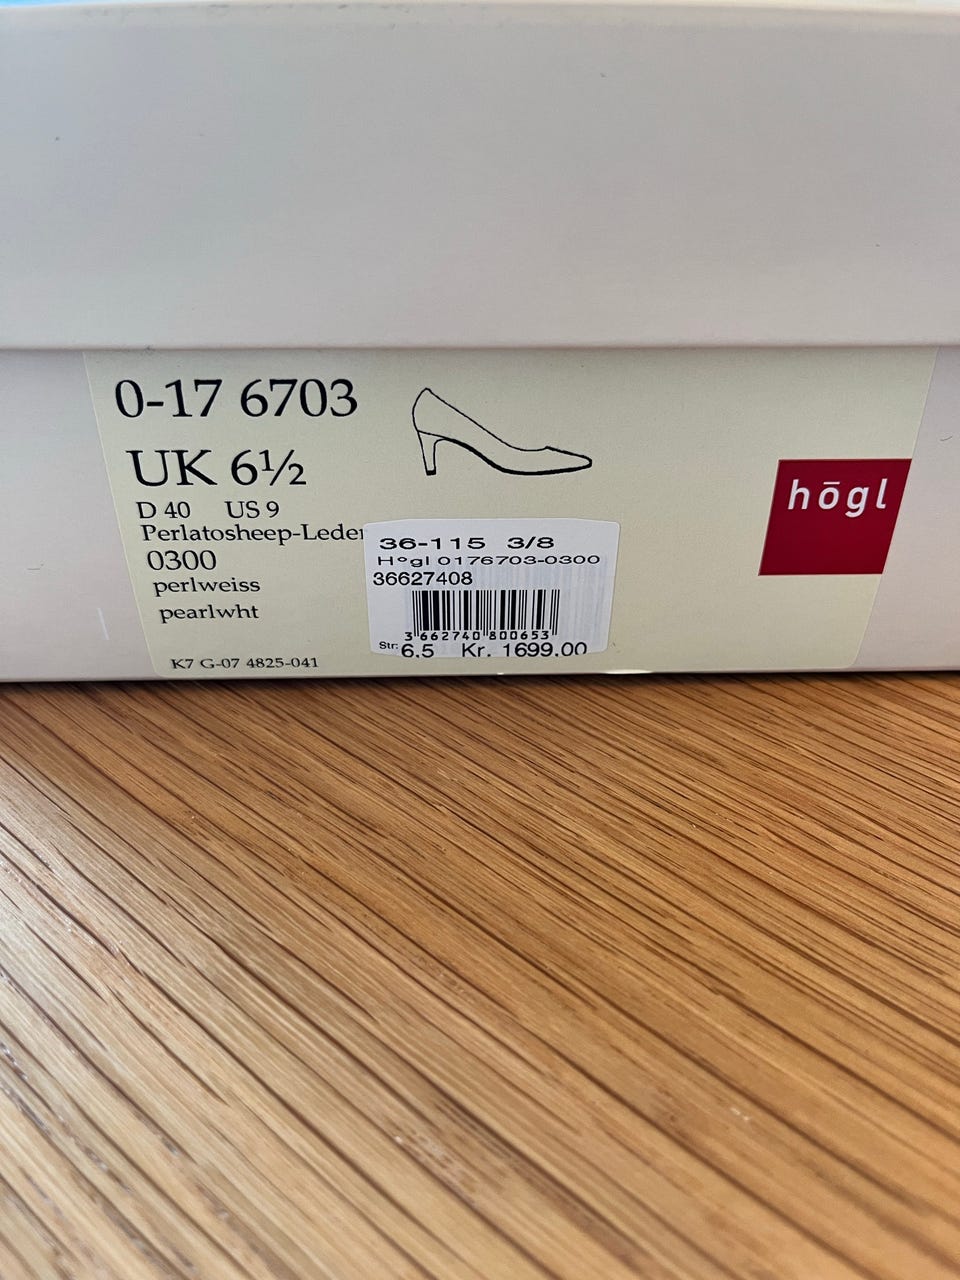 0-17 6703
UK 6½
D 40 US 9
Perlatosheep-Leder
0300
perlweiss
pearlwht
K7 G-07 4825-041
36-115 3/8
H°gl 0176703-0300
36627408
3 662740 800653
Str: 6,5 Kr. 1699,00
högl